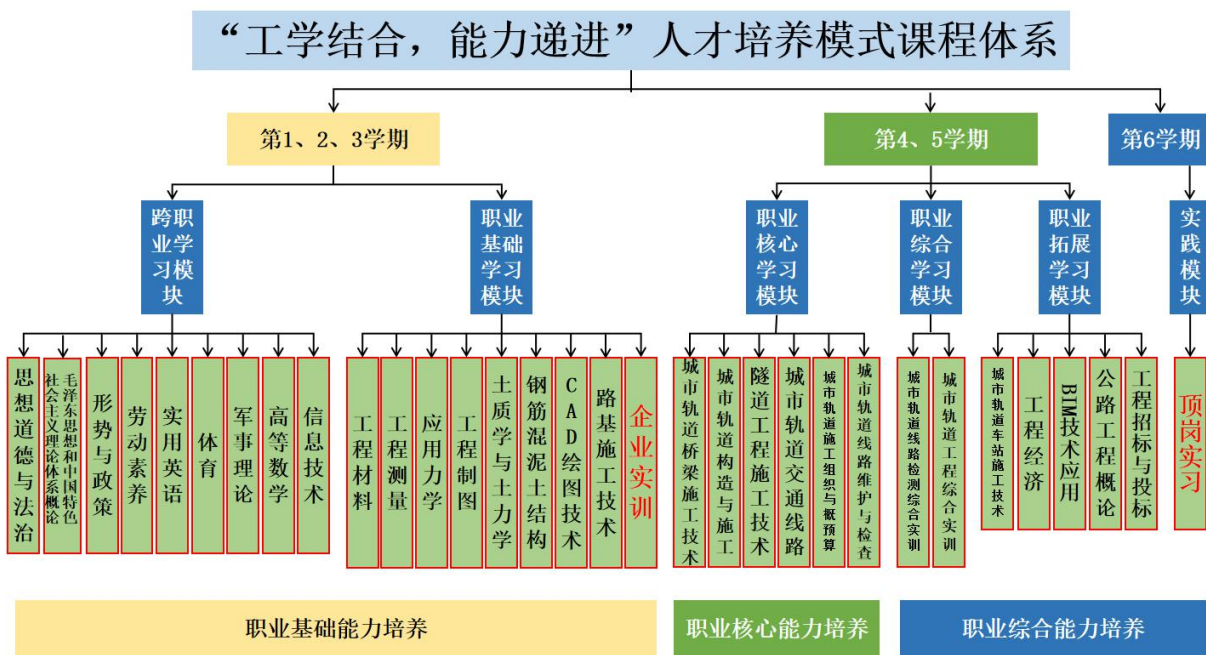 “工学结合，能力递进”人才培养模式课程体系
第1、2、3学期
第4、5学期
第6学期
跨职
业学
习模
块
职业
基础
学习
模块
职业
核心
学习
模块
职业
综合
学习
模块
职业
拓展
学习
模块
实
践
模
块
思想道德与法治
毛泽东思想和中国特色
社会主义理论体系概论
形势与政策
劳动素养
实用英语
体育
军事理论
高等数学
信息技术
工程材料
工程测量
应用力学
工程制图
土质学与土力学
钢筋混泥土结构
CAD绘图技术
路基施工技术
企业实训
城市轨道桥梁施工技术
城市轨道构造与施工
隧道工程施工技术
城市轨道交通线路
城市轨道施工组织与概预算
城市轨道线路维护与检查
城市轨道线路检测综合实训
城市轨道工程综合实训
城市轨道车站施工技术
工程经济
BIM技术应用
公路工程概论
工程招标与投标
顶岗实习
职业基础能力培养
职业核心能力培养
职业综合能力培养